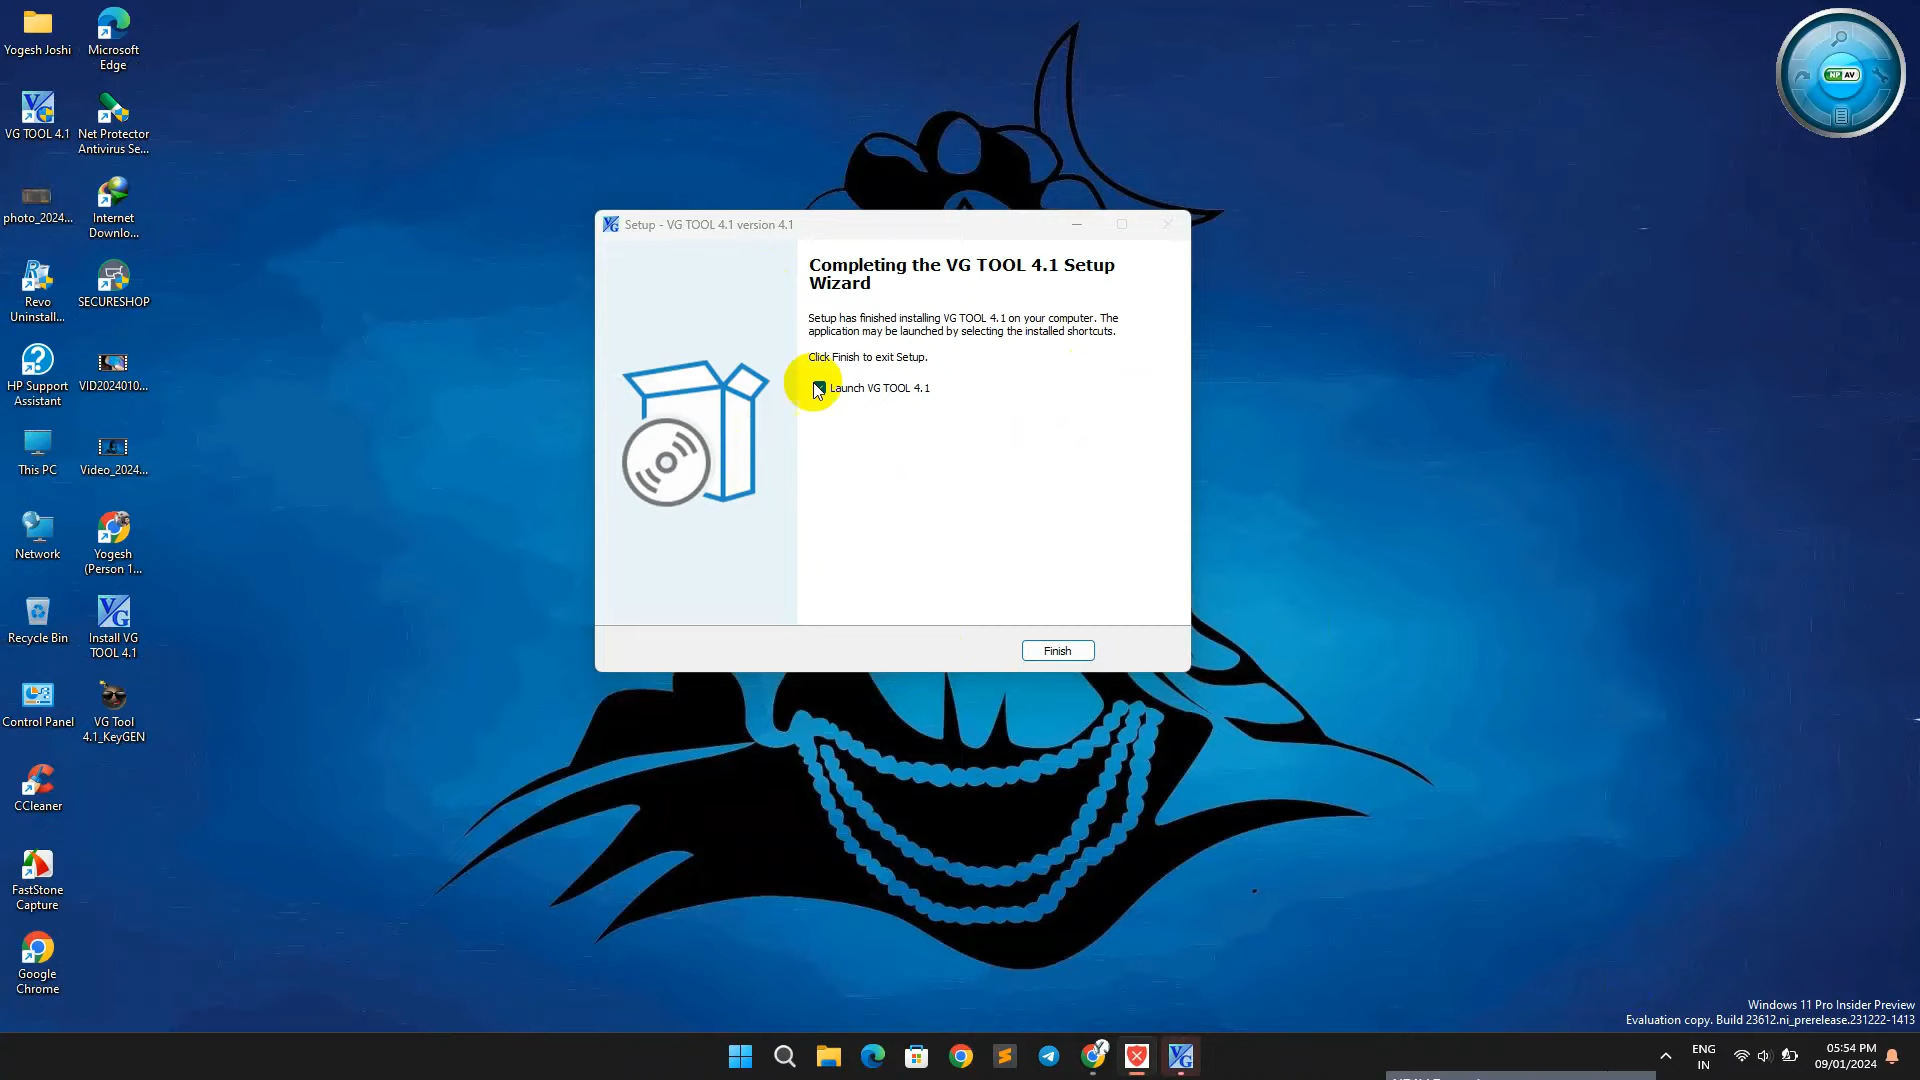 Yogesh Joshi
Microsoft
Edge
VG TOOL 4.1
Net Protector
Antivirus Se...
photo_2024...
Internet
Downlo...
Revo
Uninstall...
SECURESHOP
HP Support
Assistant
VID2024010...
This PC
Video_2024...
Network
Yogesh
(Person 1...
Recycle Bin
Install VG
TOOL 4.1
Control Panel
VG Tool
4.1_KeyGEN
CCleaner
FastStone
Capture
Google
Chrome
NP AV
Setup - VG TOOL 4.1 version 4.1
Completing the VG TOOL 4.1 Setup
Wizard
Setup has finished installing VG TOOL 4.1 on your computer. The
application may be launched by selecting the installed shortcuts.
Click Finish to exit Setup.
Launch VG TOOL 4.1
Finish
Windows 11 Pro Insider Preview
Evaluation copy. Build 23612.ni_prerelease.231222-1413
ENG
IN
05:54 PM
09/01/2024